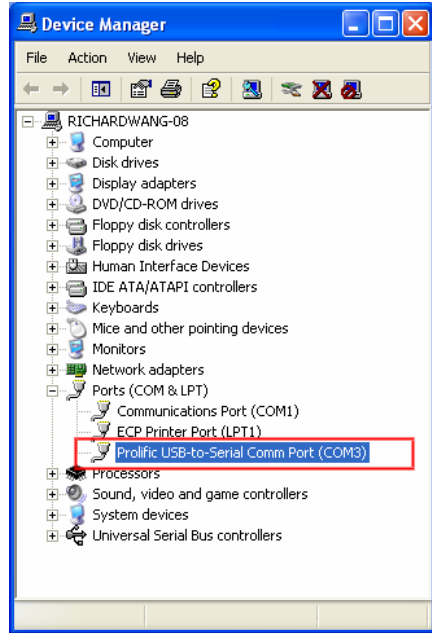 Device Manager
File Action View Help
RICHARDWANG-08
Computer
Disk drives
Display adapters
DVD/CD-ROM drives
Floppy disk controllers
Floppy disk drives
Human Interface Devices
IDE ATA/ATAPI controllers
Keyboards
Mice and other pointing devices
Monitors
Network adapters
Ports (COM & LPT)
Communications Port (COM1)
ECP Printer Port (LPT1)
Prolific USB-to-Serial Comm Port (COM3)
Processors
Sound, video and game controllers
System devices
Universal Serial Bus controllers